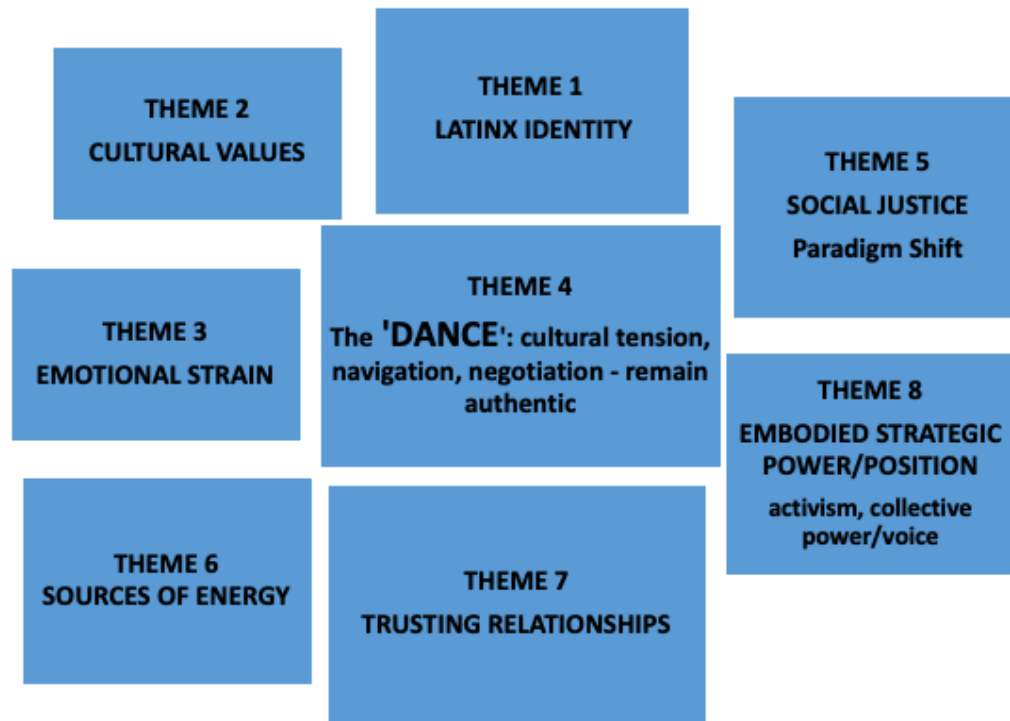 THEME 1
LATINX IDENTITY
THEME 2
CULTURAL VALUES
THEME 5
SOCIAL JUSTICE
Paradigm Shift
THEME 3
EMOTIONAL STRAIN
THEME 4
The 'DANCE': cultural tension,
navigation, negotiation - remain
authentic
THEME 8
EMBODIED STRATEGIC
POWER/POSITION
activism, collective
power/voice
THEME 6
SOURCES OF ENERGY
THEME 7
TRUSTING RELATIONSHIPS